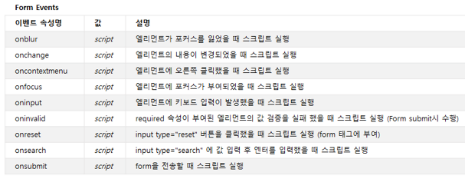 Form Events
이벤트 속성명 값 설명
onblur script 엘리먼트가 포커스를 잃었을 때 스크립트 실행
onchange script 엘리먼트의 내용이 변경되었을 때 스크립트 실행
oncontextmenu script 엘리먼트에 오른쪽 클릭했을 때 스크립트 실행
onfocus script 엘리먼트에 포커스가 부여되었을 때 스크립트 실행
oninput script 엘리먼트에 키보드 입력이 발생했을 때 스크립트 실행
oninvalid script required 속성이 부여된 엘리먼트의 값 검증을 실패 했을 때 스크립트 실행 (Form submit시 수행)
onreset script input type="reset" 버튼을 클릭했을 때 스크립트 실행 (form 태그에 부여)
onsearch script input type="search" 에 값 입력 후 엔터를 입력했을 때 스크립트 실행
onsubmit script form을 전송할 때 스크립트 실행